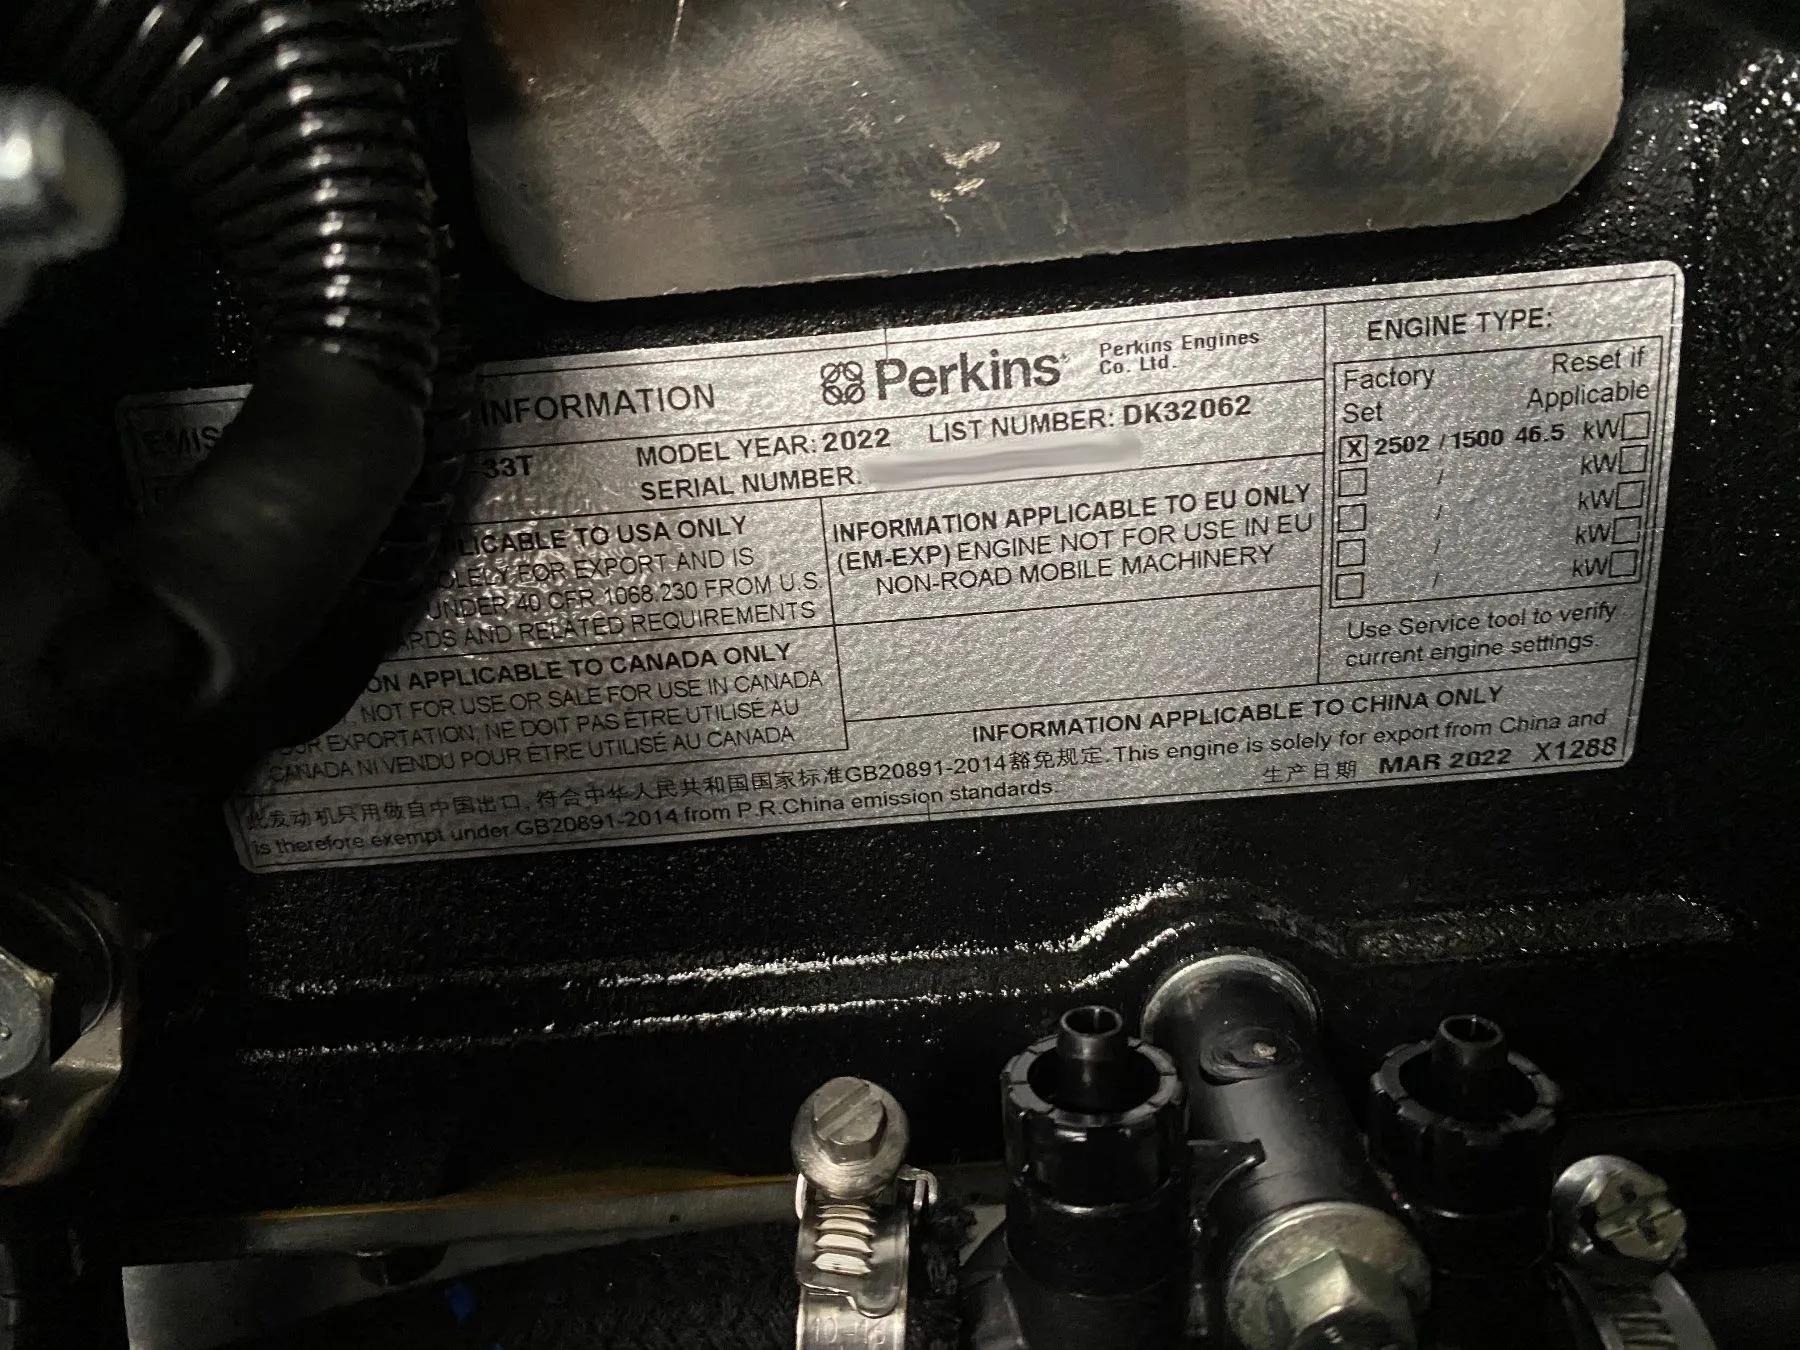 EMIS
INFORMATION
Perkins
Perkins Engines
Co. Ltd.
33T
MODEL YEAR: 2022 LIST NUMBER: DK32062
SERIAL NUMBER:
LICABLE TO USA ONLY
OLELY FOR EXPORT AND IS
UNDER 40 CFR 1068.230 FROM U.S
ARDS AND RELATED REQUIREMENTS
ON APPLICABLE TO CANADA ONLY
NOT FOR USE OR SALE FOR USE IN CANADA
OUR EXPORTATION, NE DOIT PAS ÊTRE UTILISÉ AU
CANADA NI VENDU POUR ÊTRE UTILISÉ AU CANADA
INFORMATION APPLICABLE TO EU ONLY
(EM-EXP) ENGINE NOT FOR USE IN EU
NON-ROAD MOBILE MACHINERY
ENGINE TYPE:
Factory
Set
Reset if
Applicable
X 2502 / 1500 46.5 kW
/ kW
/ kW
/ kW
/ kW
Use Service tool to verify
current engine settings.
INFORMATION APPLICABLE TO CHINA ONLY
此发动机只用做自中国出口, 符合中华人民共和国国家标准GB20891-2014豁免规定. This engine is solely for export from China and
is therefore exempt under GB20891-2014 from P.R.China emission standards.
生产日期 MAR 2022 X1288
10-16